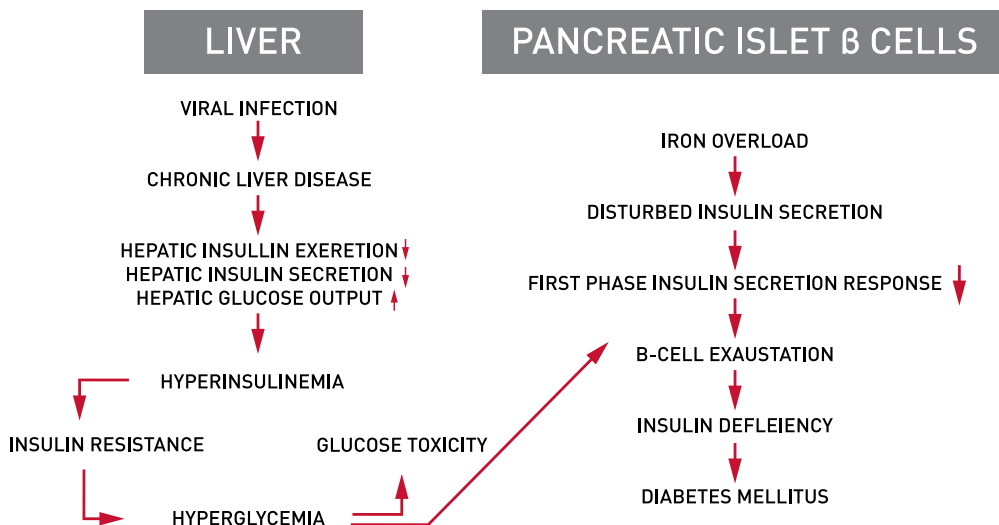 LIVER
VIRAL INFECTION
CHRONIC LIVER DISEASE
HEPATIC INSULLIN EXERETION
HEPATIC INSULIN SECRETION
HEPATIC GLUCOSE OUTPUT
HYPERINSULINEMIA
INSULIN RESISTANCE
GLUCOSE TOXICITY
HYPERGLYCEMIA
PANCREATIC ISLET β CELLS
IRON OVERLOAD
DISTURBED INSULIN SECRETION
FIRST PHASE INSULIN SECRETION RESPONSE
B-CELL EXAUSTATION
INSULIN DEFLEIENCY
DIABETES MELLITUS